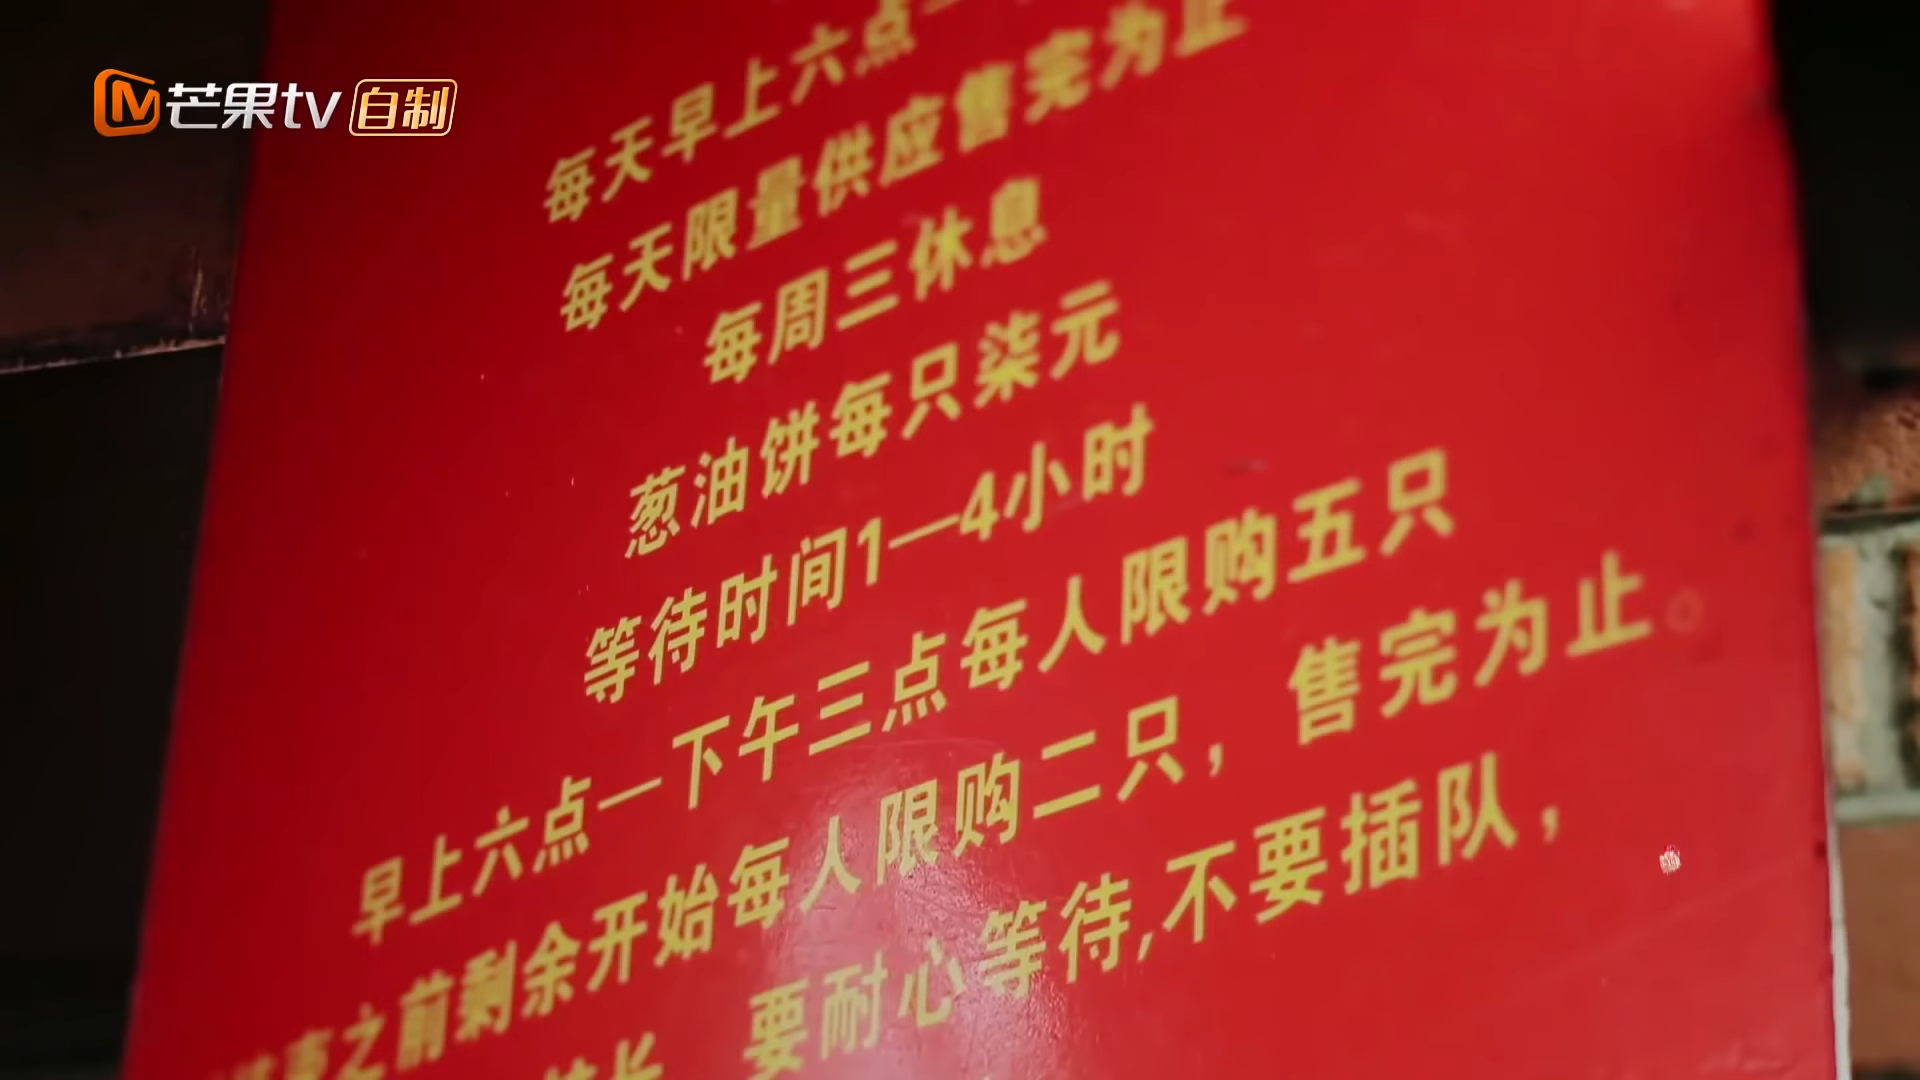 芒果tv 自制
每天早上六点一
每天限量供应售完为止
每周三休息
葱油饼每只柒元
等待时间1—4小时
早上六点—下午三点每人限购五只
之前剩余开始每人限购二只，售完为止。
长 要耐心等待,不要插队，